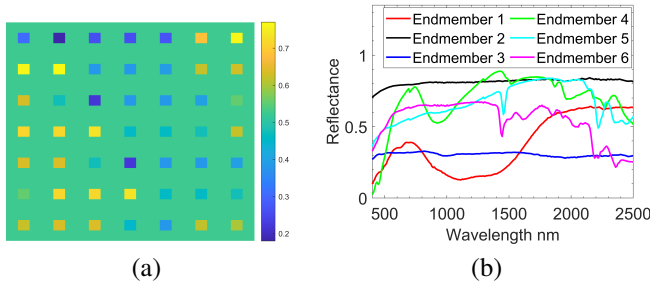 0.7
0.6
0.5
0.4
0.3
0.2
(a)
Reflectance
1
0.5
0
Endmember 1 Endmember 4
Endmember 2 Endmember 5
Endmember 3 Endmember 6
500 1000 1500 2000 2500
Wavelength nm
(b)